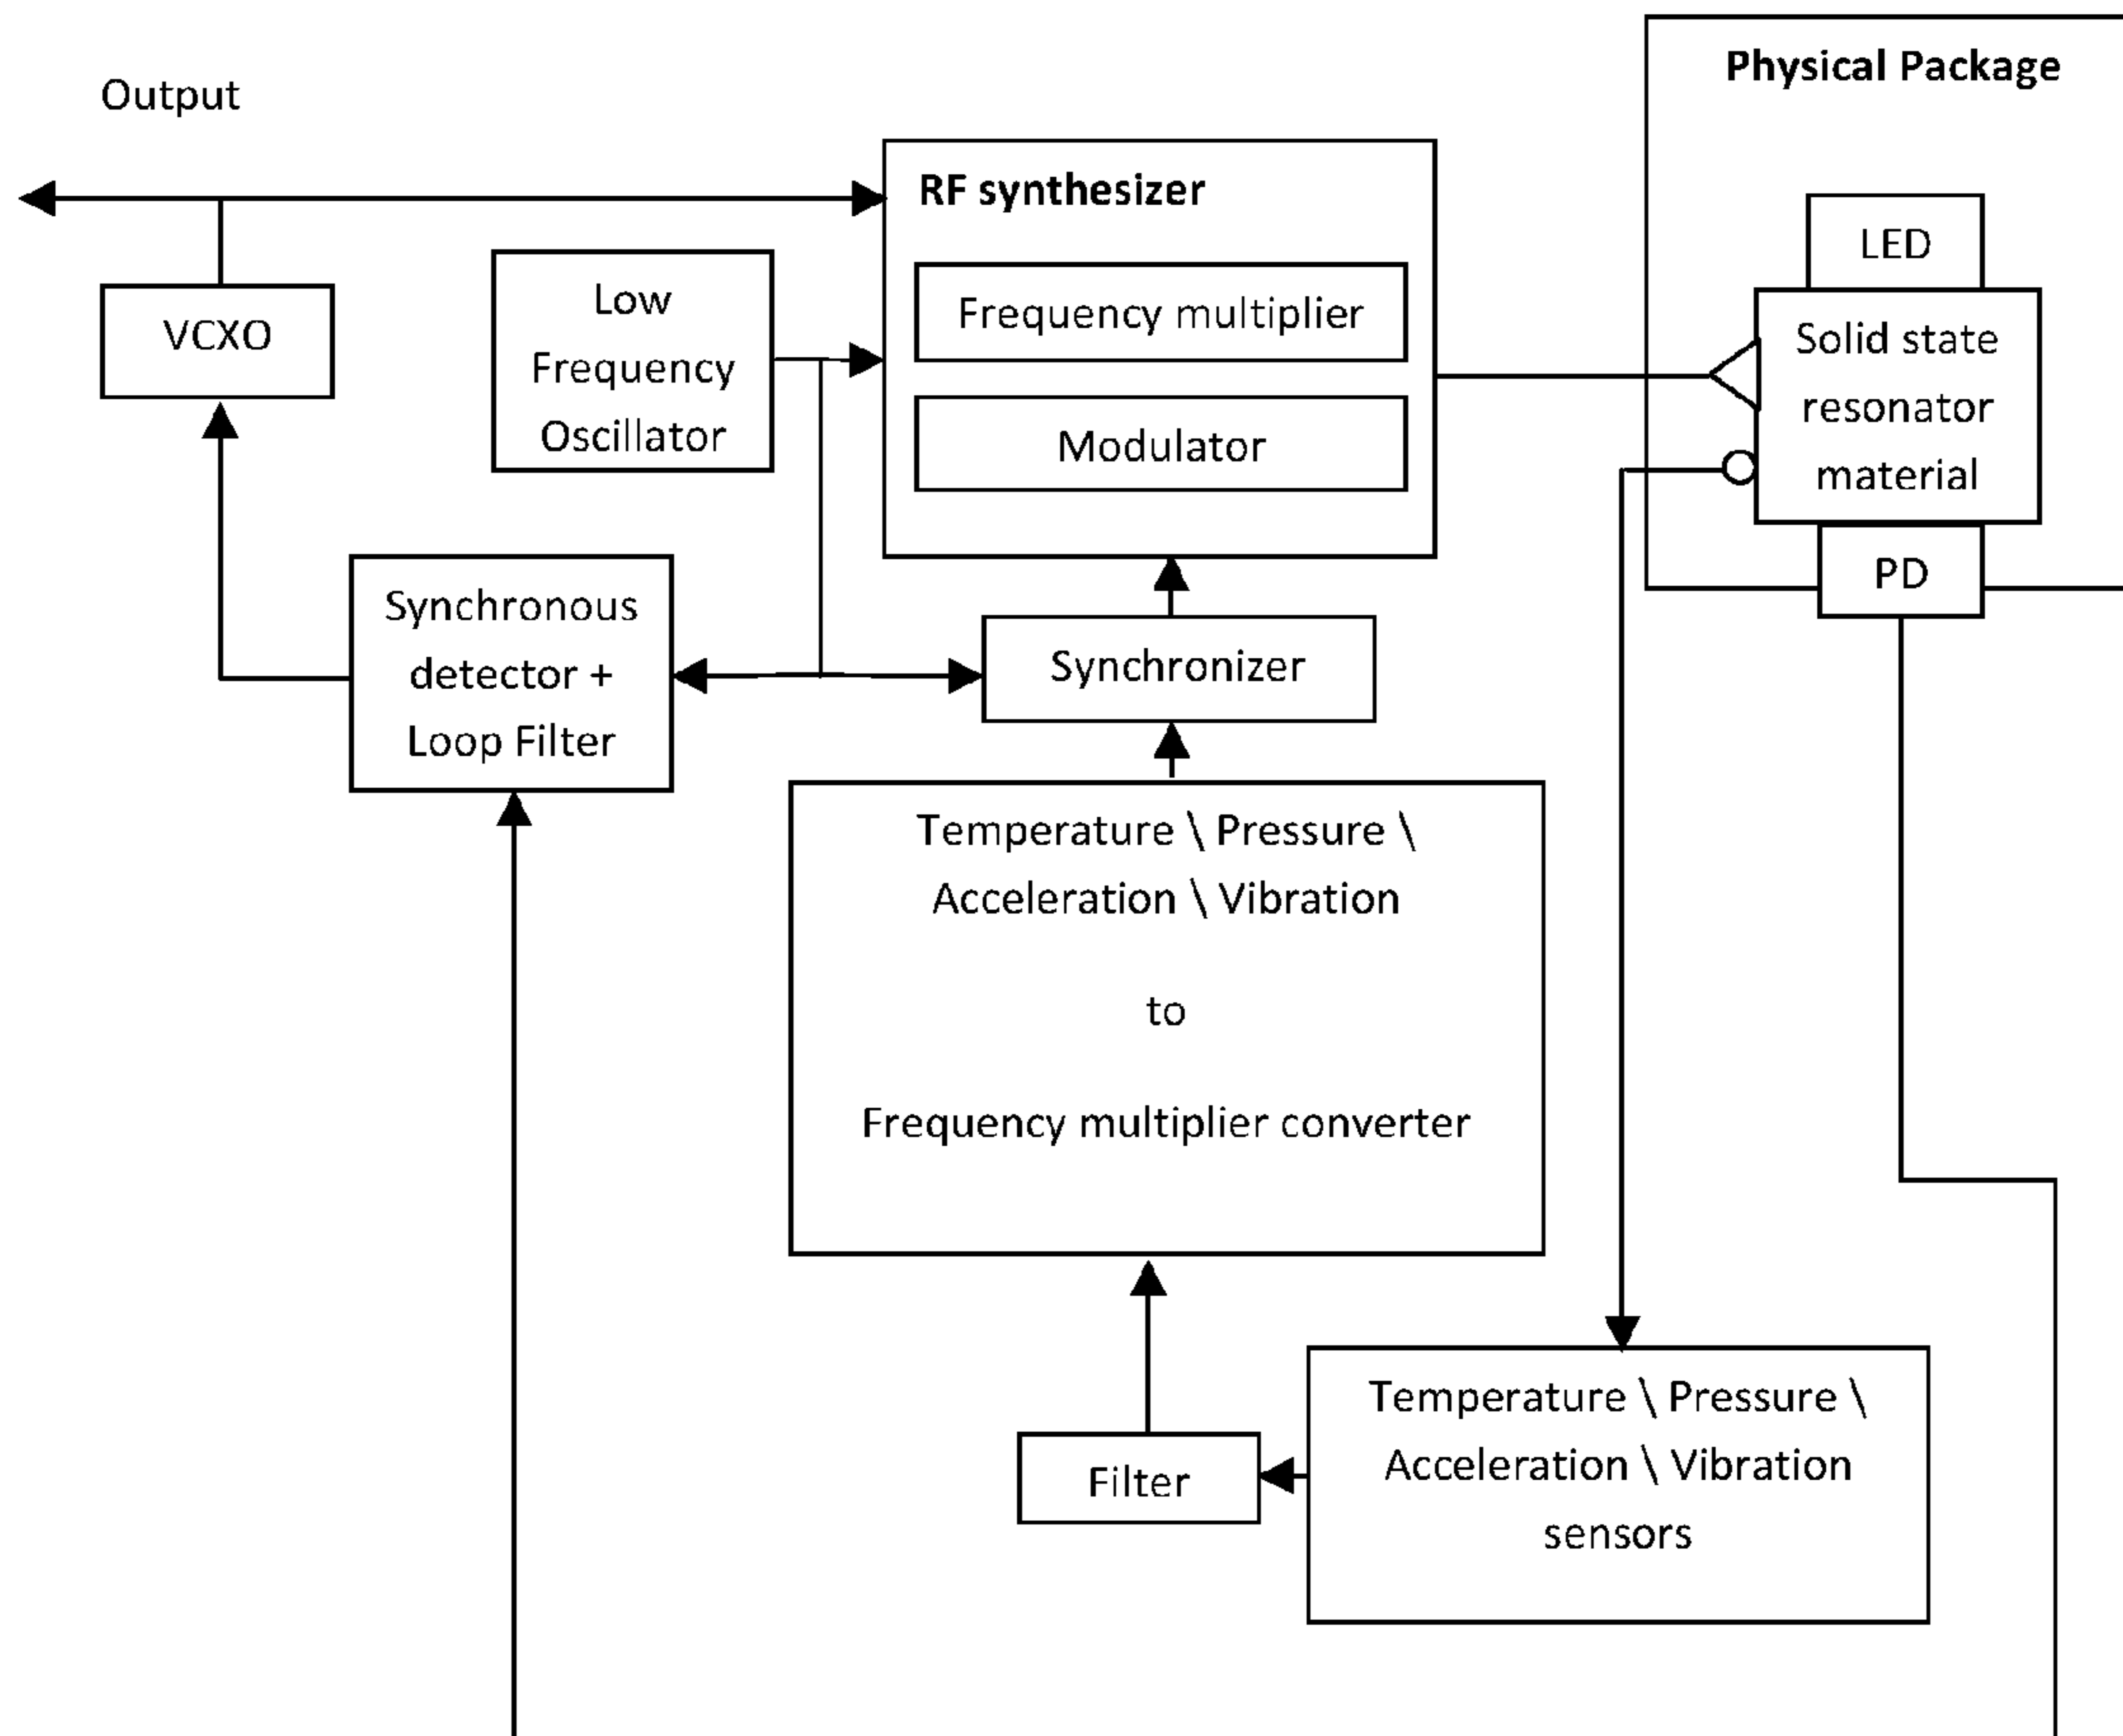 Output
Physical Package
RF synthesizer
LED
Low
Frequency
Oscillator
Frequency multiplier
VCXO
Solid state
resonator
material
Modulator
PD
Synchronous
detector +
Loop Filter
Synchronizer
Temperature \ Pressure \
Acceleration \ Vibration
to
Frequency multiplier converter
Temperature \ Pressure \
Acceleration \ Vibration
sensors
Filter